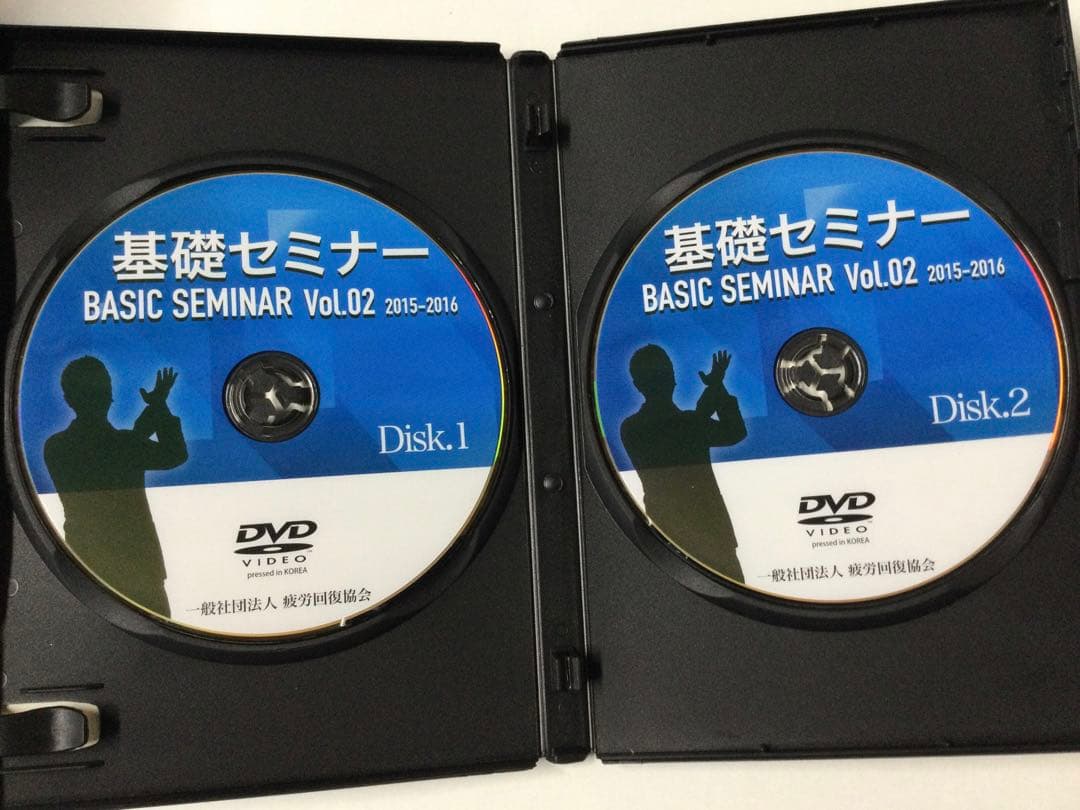 基礎セミナー
BASIC SEMINAR Vol.02 2015-2016
Disk.1
DVD
VIDEO
pressed in KOREA
一般社団法人 疲労回復協会
基礎セミナー
BASIC SEMINAR Vol.02 2015-2016
Disk.2
DVD
VIDEO
pressed in KOREA
一般社団法人 疲労回復協会